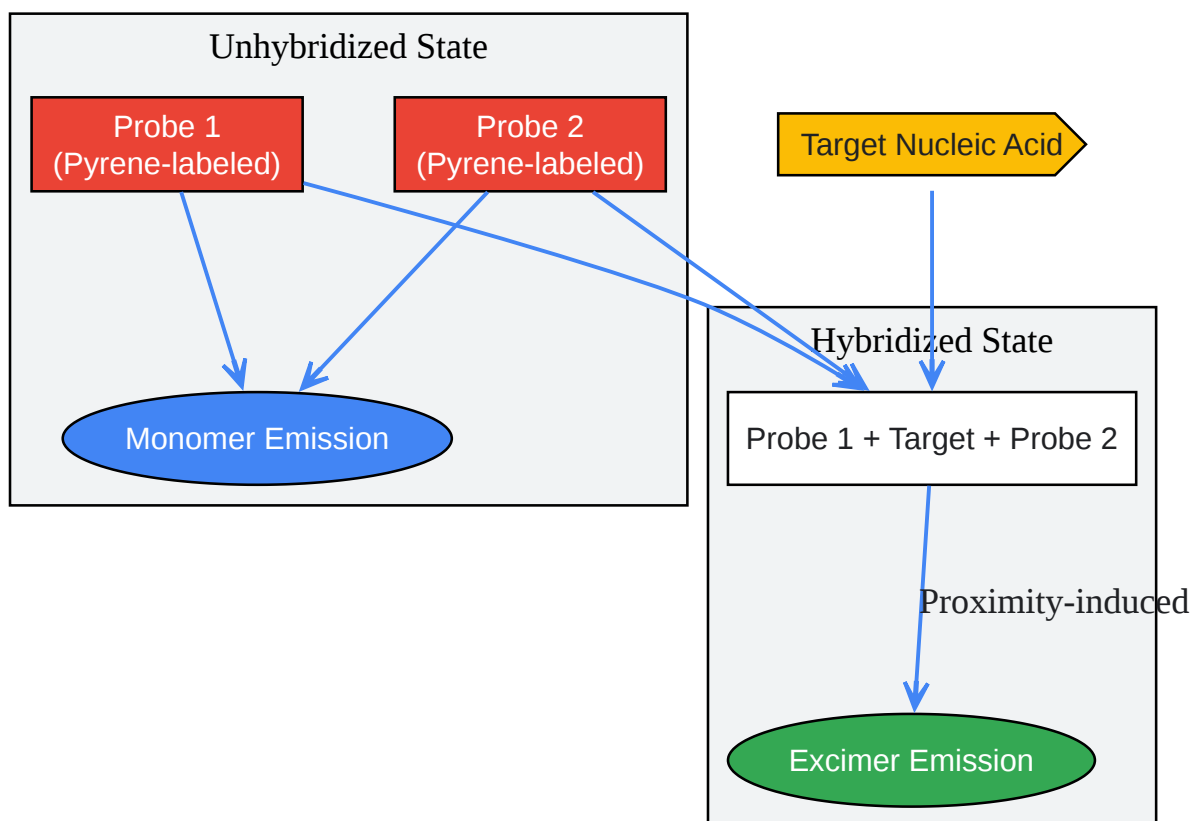 Unhybridized State
Probe 1
(Pyrene-labeled)
Probe 2
(Pyrene-labeled)
Target Nucleic Acid
Hybridized State
Monomer Emission
Probe 1 + Target + Probe 2
Proximity-induced
Excimer Emission